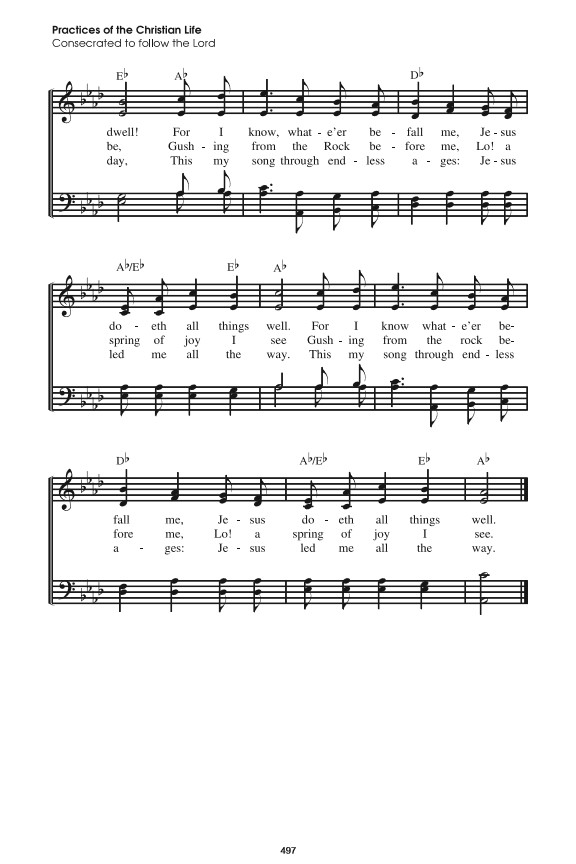 Practices of the Christian Life
Consecrated to follow the Lord
E♭ A♭ D♭
dwell! For I know, what - e'er be - fall me, Je - sus
be, Gush - ing from the Rock be - fore me, Lo! a
day, This my song through end - less a - ges: Je - sus
A♭/E♭ E♭ A♭
do - eth all things well. For I know what - e'er be-
spring of joy I see Gush - ing from the rock be-
led me all the way. This my song through end - less
D♭ A♭/E♭ E♭ A♭
fall me, Je - sus do - eth all things well.
fore me, Lo! a spring of joy I see.
a - ges: Je - sus led me all the way.
497